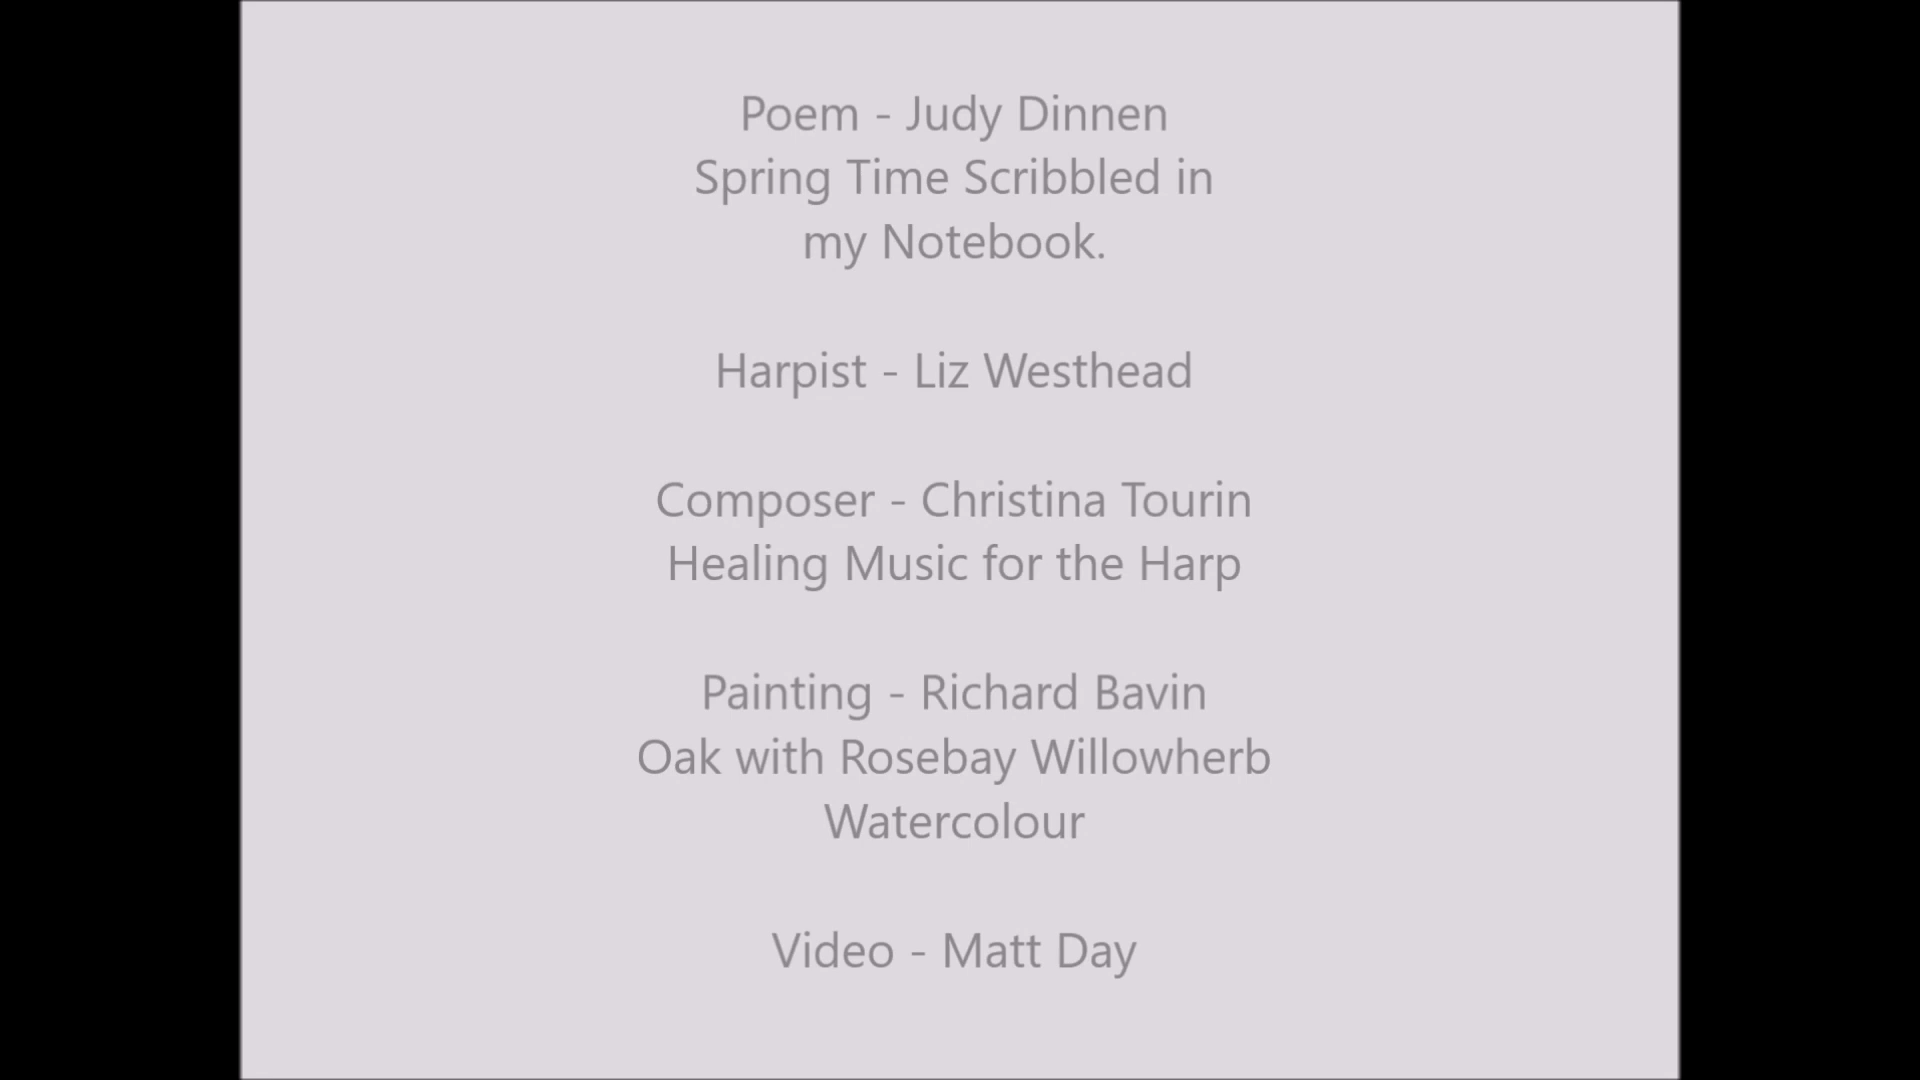 Poem - Judy Dinnen
Spring Time Scribbled in
my Notebook.
Harpist - Liz Westhead
Composer - Christina Tourin
Healing Music for the Harp
Painting - Richard Bavin
Oak with Rosebay Willowherb
Watercolour
Video - Matt Day